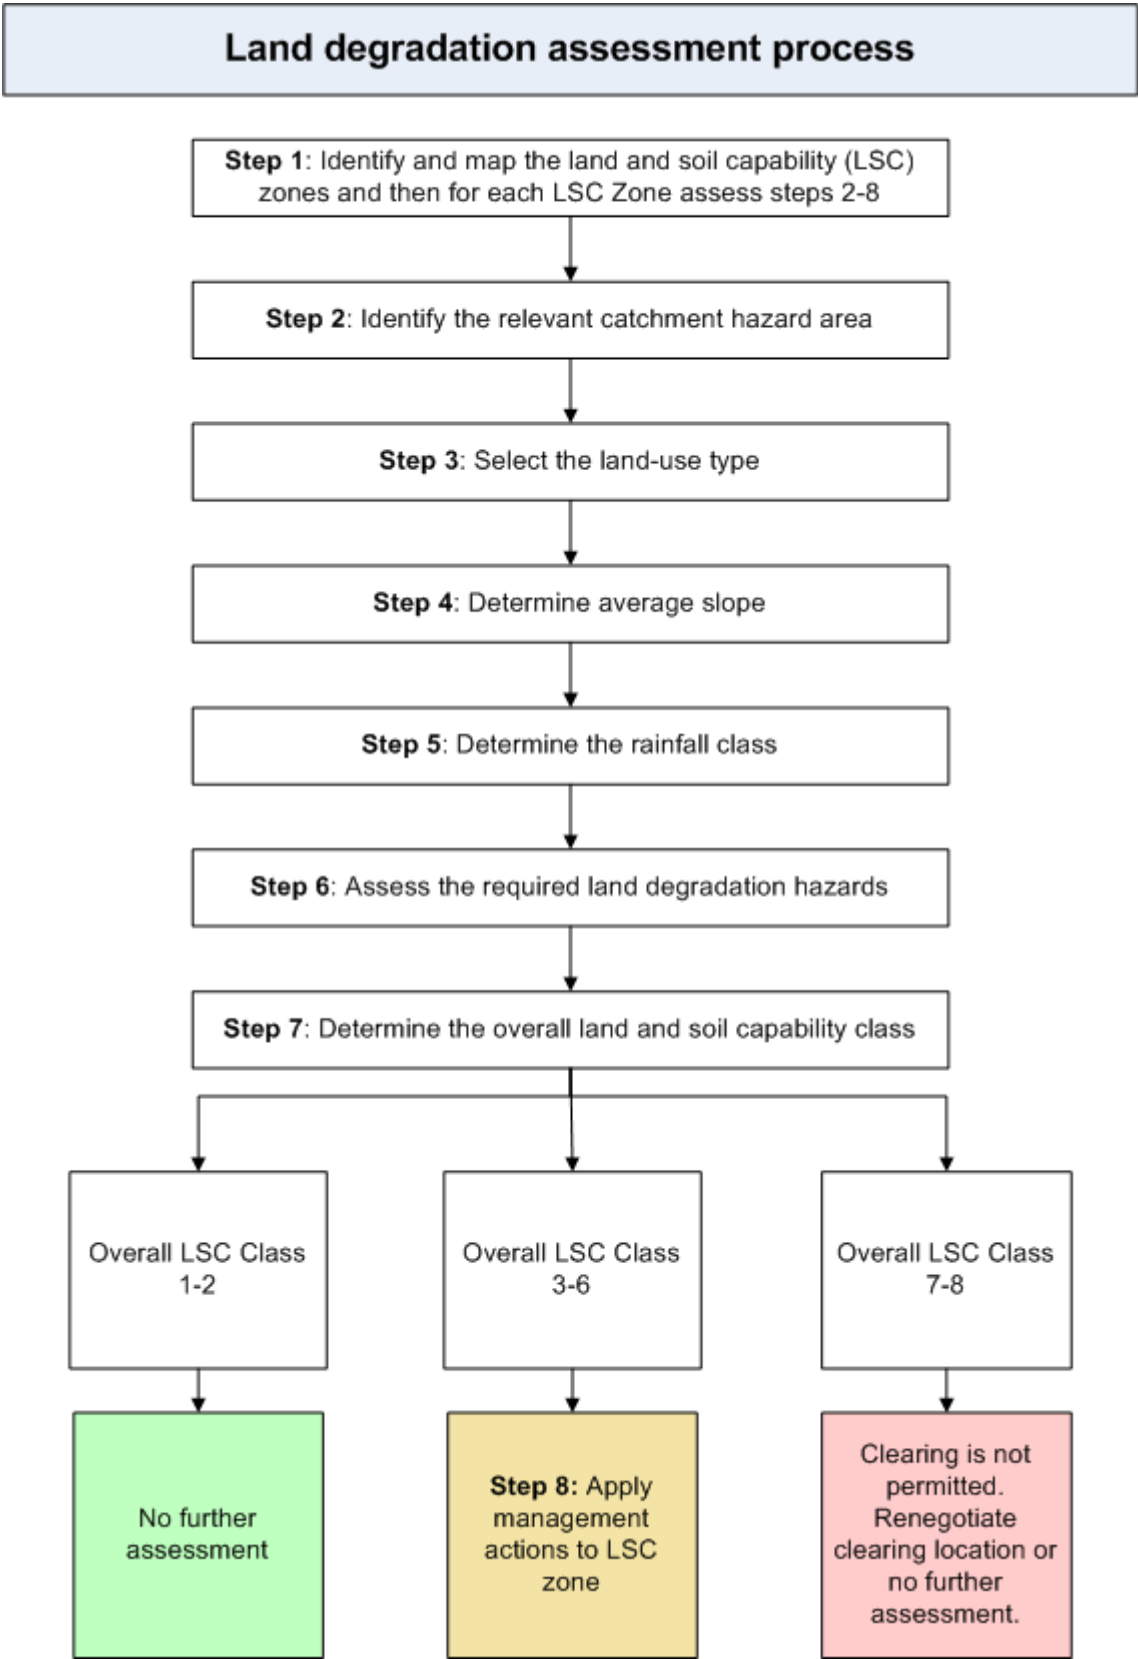 Land degradation assessment process
Step 1: Identify and map the land and soil capability (LSC)
zones and then for each LSC Zone assess steps 2-8
Step 2: Identify the relevant catchment hazard area
Step 3: Select the land-use type
Step 4: Determine average slope
Step 5: Determine the rainfall class
Step 6: Assess the required land degradation hazards
Step 7: Determine the overall land and soil capability class
Overall LSC Class
1-2
Overall LSC Class
3-6
Overall LSC Class
7-8
No further
assessment
Step 8: Apply
management
actions to LSC
zone
Clearing is not
permitted.
Renegotiate
clearing location or
no further
assessment.